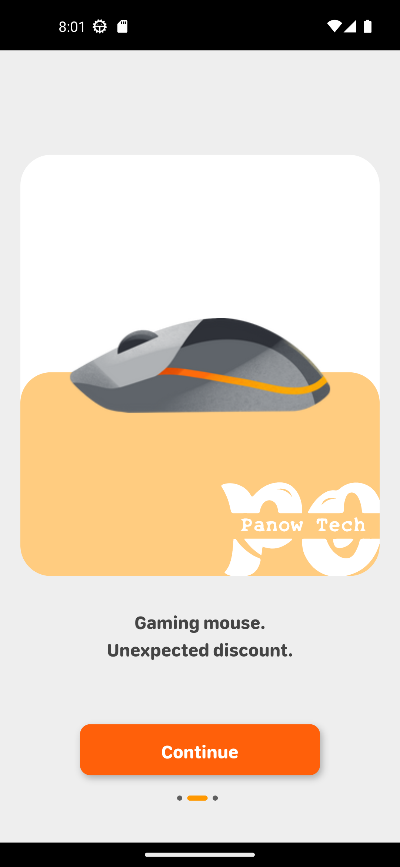 8:01
Panow Tech
Gaming mouse.
Unexpected discount.
Continue